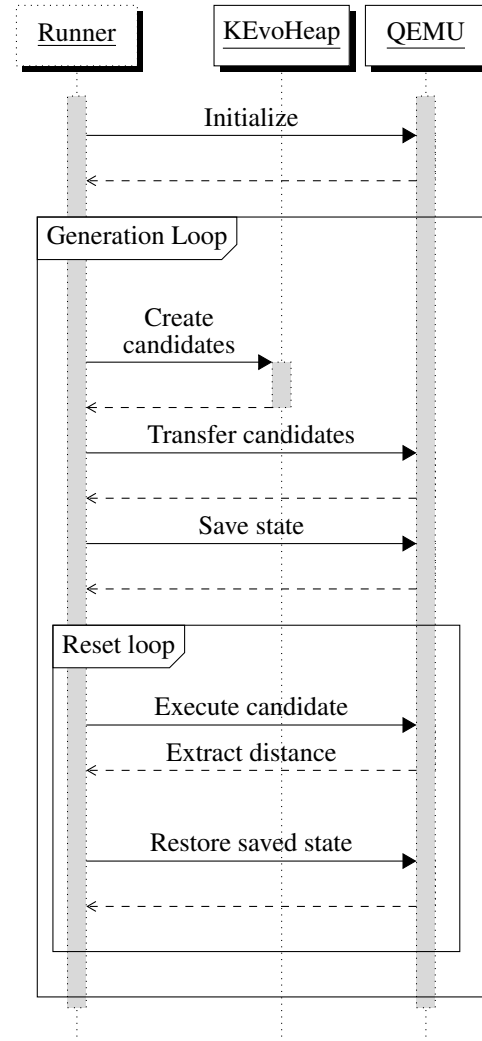 Runner KEvoHeap QEMU
Initialize
Generation Loop
Create
candidates
Transfer candidates
Save state
Reset loop
Execute candidate
Extract distance
Restore saved state